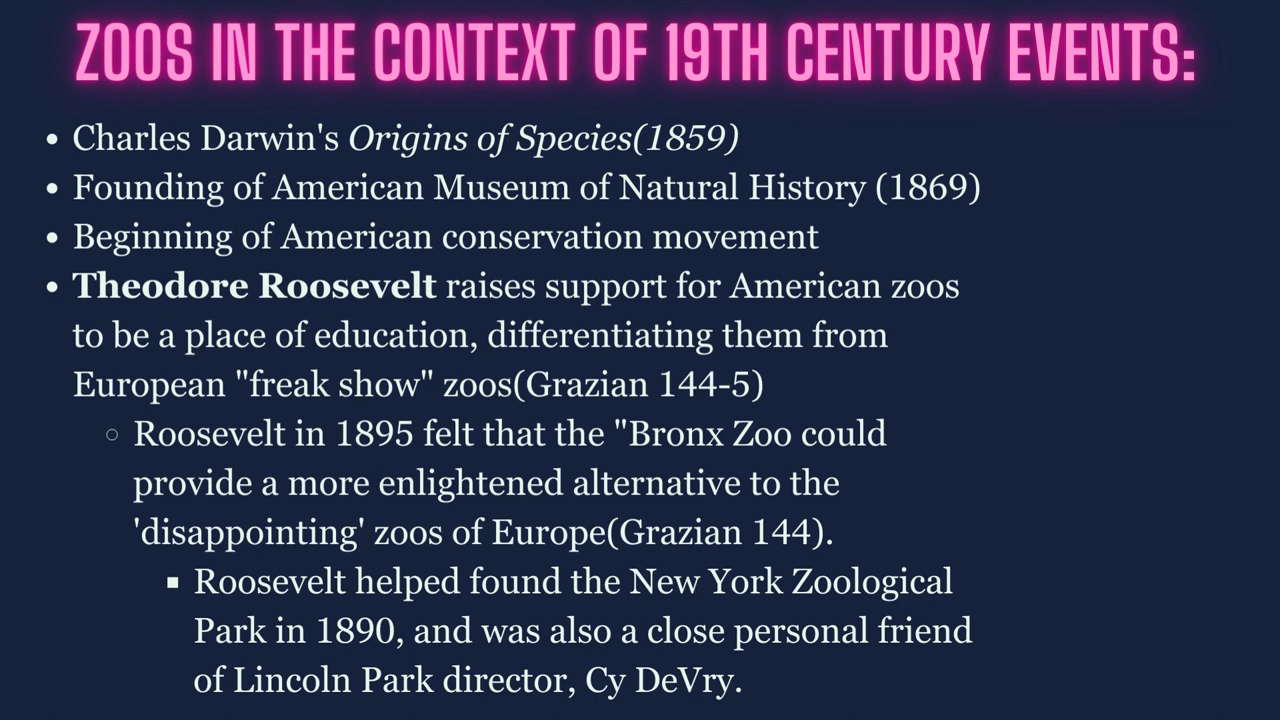 ZOOS IN THE CONTEXT OF 19TH CENTURY EVENTS:
• Charles Darwin's Origins of Species(1859)
• Founding of American Museum of Natural History (1869)
• Beginning of American conservation movement
• Theodore Roosevelt raises support for American zoos
to be a place of education, differentiating them from
European "freak show" zoos(Grazian 144-5)
○ Roosevelt in 1895 felt that the "Bronx Zoo could
provide a more enlightened alternative to the
'disappointing' zoos of Europe(Grazian 144).
▪ Roosevelt helped found the New York Zoological
Park in 1890, and was also a close personal friend
of Lincoln Park director, Cy DeVry.